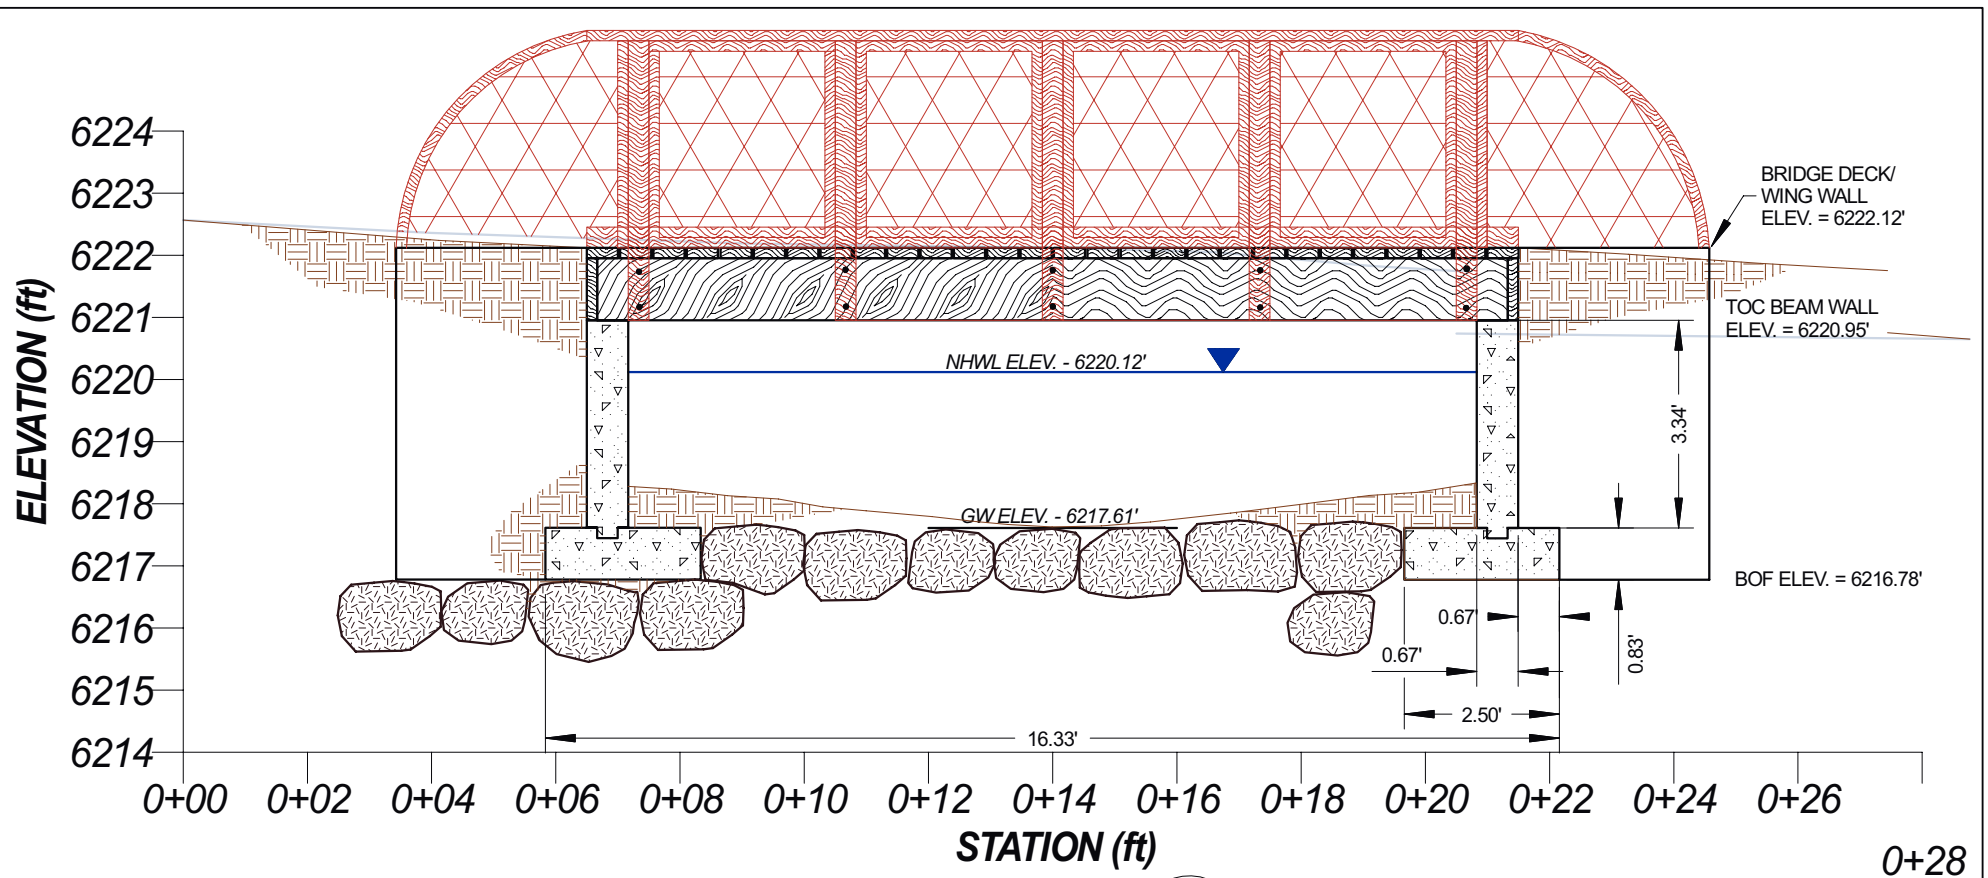 6224
6223
6222
6221
6220
6219
6218
6217
6216
6215
6214
ELEVATION (ft)
BRIDGE DECK/
WING WALL
ELEV. = 6222.12'
TOC BEAM WALL
ELEV. = 6220.95'
NHWL ELEV. - 6220.12'
3.34'
GW ELEV. - 6217.61'
BOF ELEV. = 6216.78'
0.67'
0.67'
0.83'
2.50'
16.33'
0+00 0+02 0+04 0+06 0+08 0+10 0+12 0+14 0+16 0+18 0+20 0+22 0+24 0+26
STATION (ft)
0+28